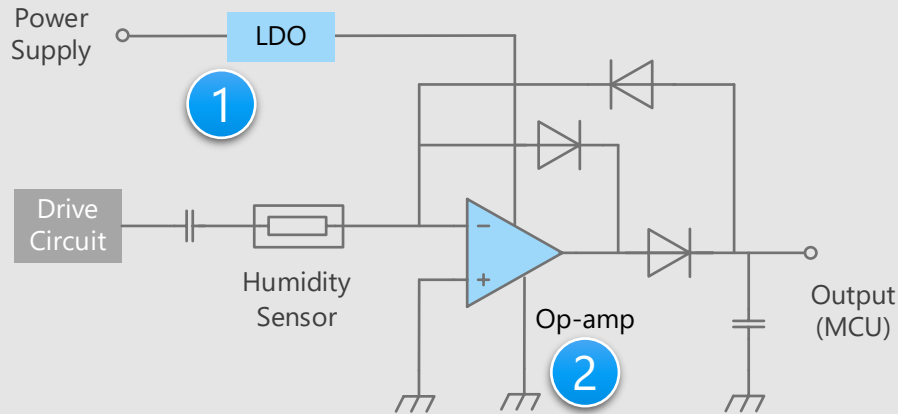 Power
Supply
LDO
1
Drive
Circuit
Humidity
Sensor
−
+
Op-amp
2
Output
(MCU)